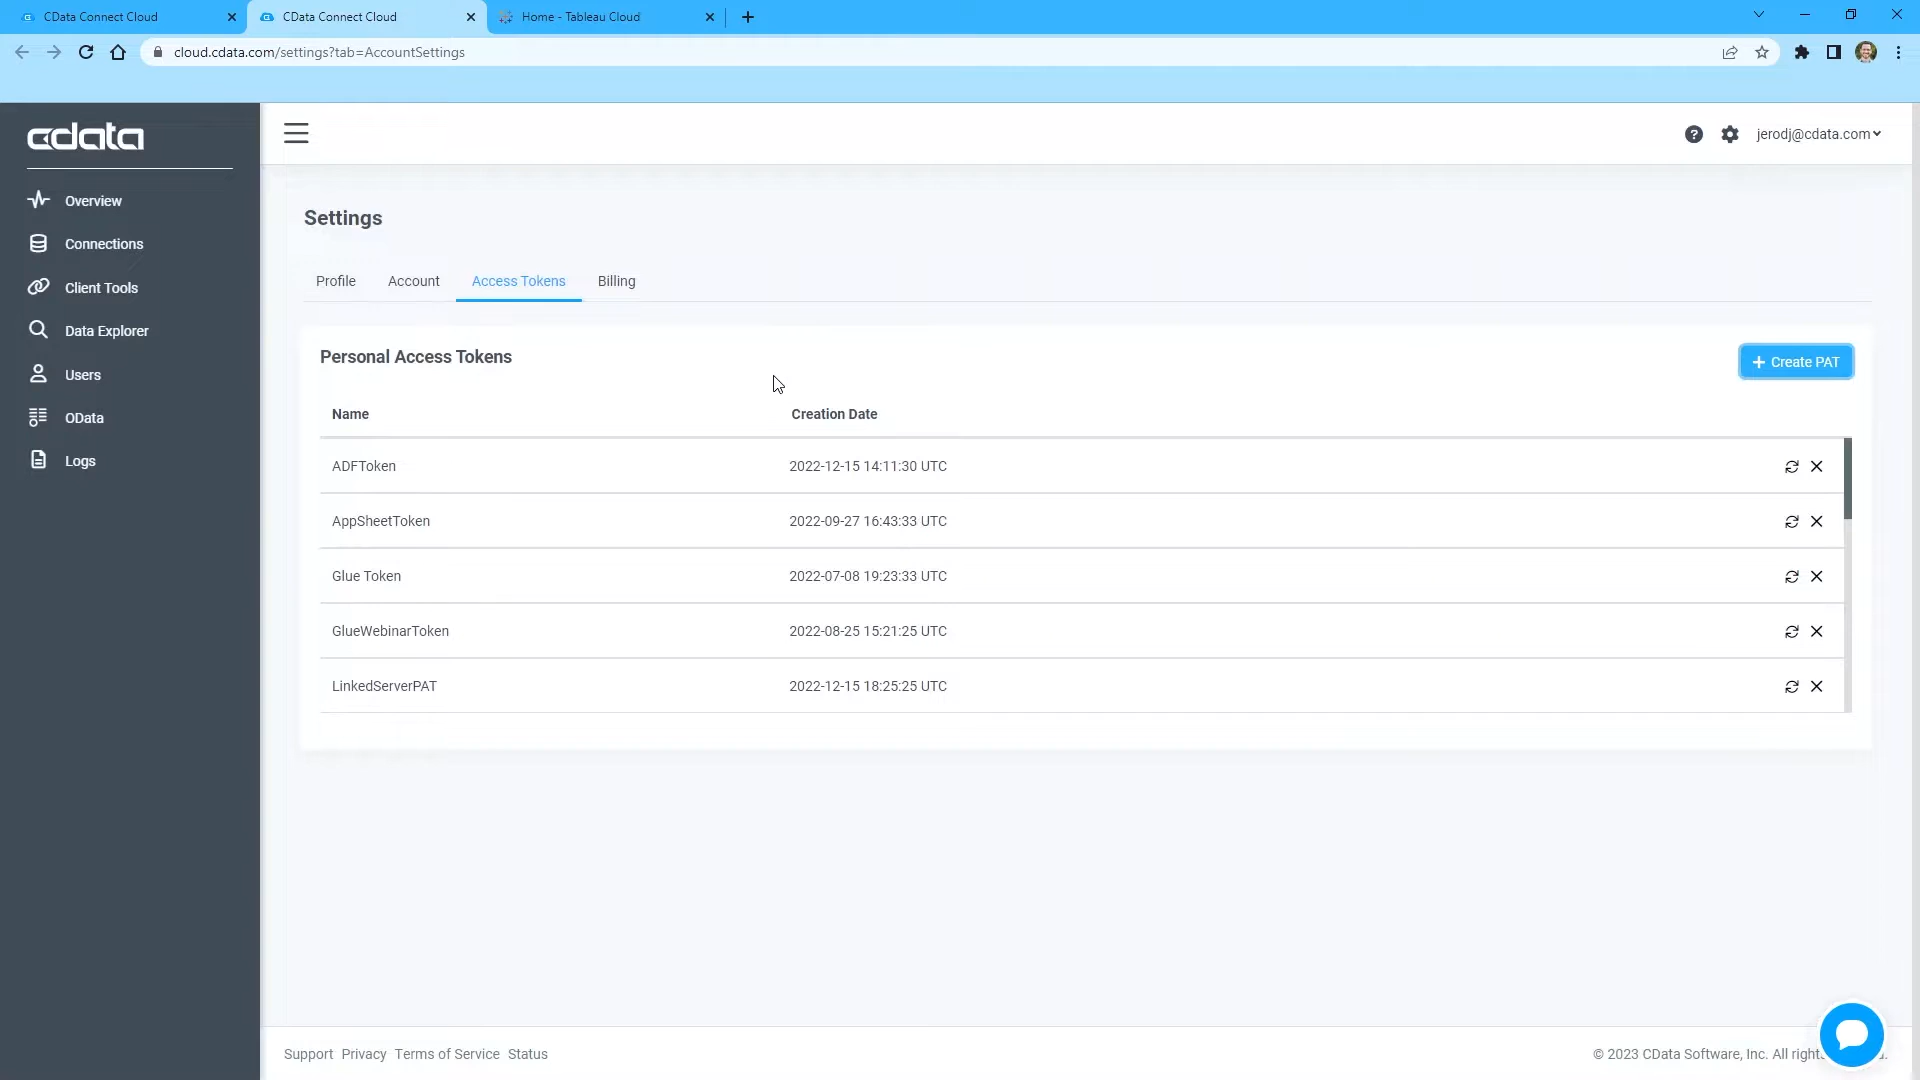 CData Connect Cloud
CData Connect Cloud
Home - Tableau Cloud
cloud.cdata.com/settings?tab=AccountSettings
cdata
jerodj@cdata.com
Overview
Connections
Client Tools
Data Explorer
Users
OData
Logs
Settings
Profile Account Access Tokens Billing
Personal Access Tokens
+ Create PAT
Name Creation Date
ADFToken 2022-12-15 14:11:30 UTC
AppSheetToken 2022-09-27 16:43:33 UTC
Glue Token 2022-07-08 19:23:33 UTC
GlueWebinarToken 2022-08-25 15:21:25 UTC
LinkedServerPAT 2022-12-15 18:25:25 UTC
Support Privacy Terms of Service Status
© 2023 CData Software, Inc. All